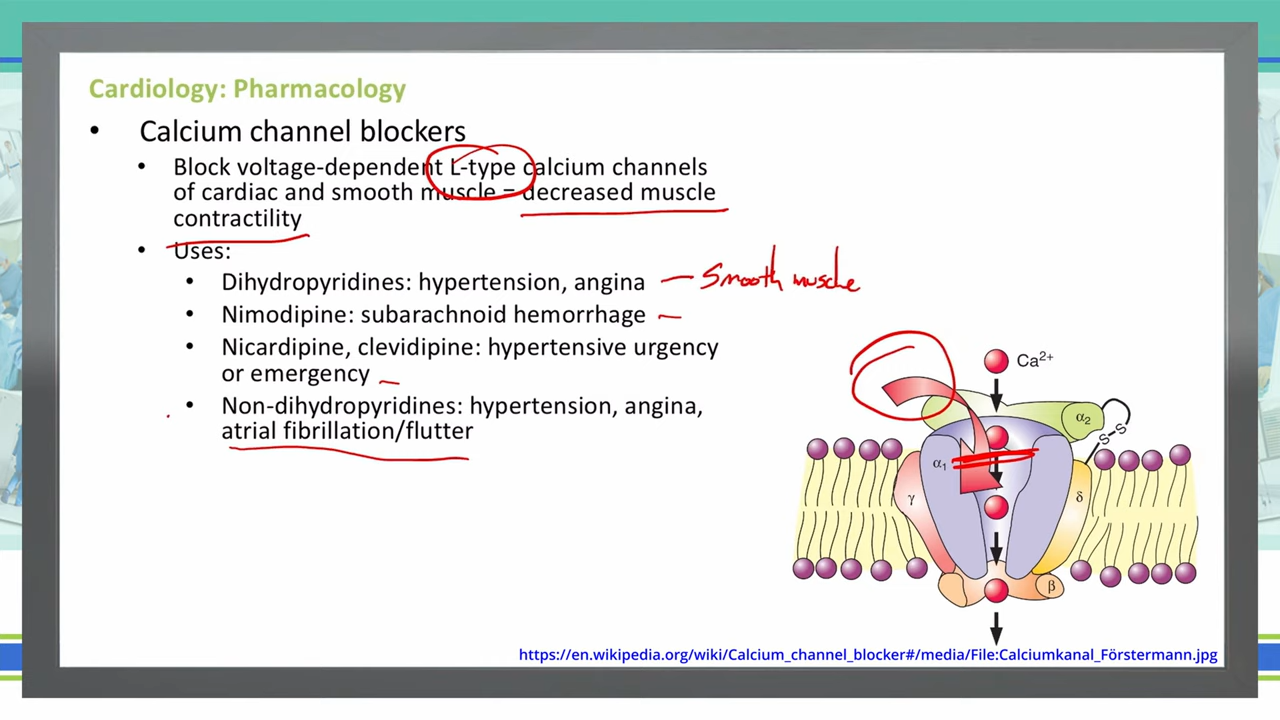 Cardiology: Pharmacology
• Calcium channel blockers
• Block voltage-dependent L-type calcium channels
of cardiac and smooth muscle = decreased muscle
contractility
• Uses:
• Dihydropyridines: hypertension, angina — Smooth muscle
• Nimodipine: subarachnoid hemorrhage
• Nicardipine, clevidipine: hypertensive urgency
or emergency
• Non-dihydropyridines: hypertension, angina,
atrial fibrillation/flutter
Ca²⁺
α₂
S-S
α₁
γ
δ
β
https://en.wikipedia.org/wiki/Calcium_channel_blocker#/media/File:Calciumkanal_Förstermann.jpg